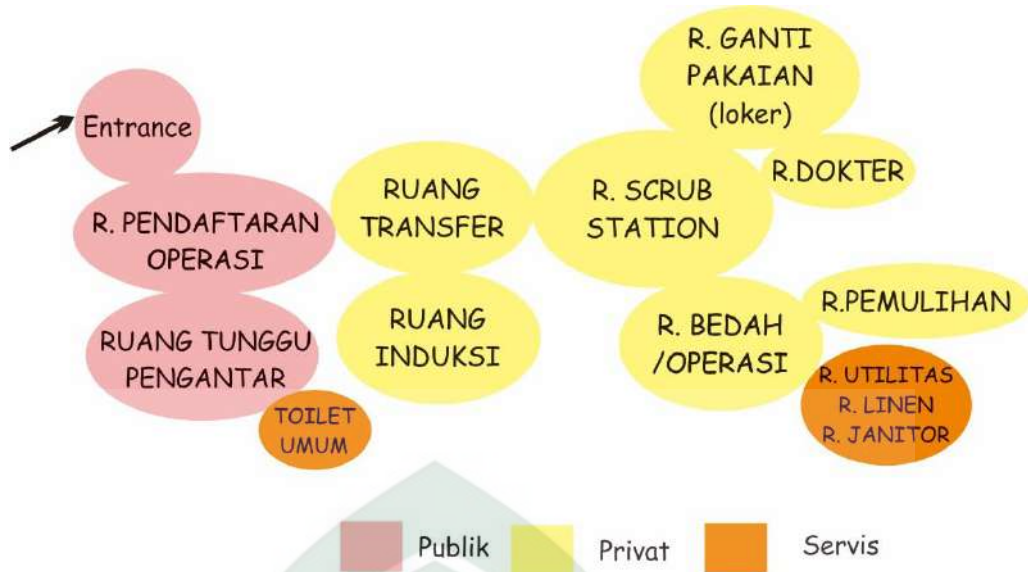 Entrance
R. PENDAFTARAN
OPERASI
RUANG TUNGGU
PENGANTAR
TOILET
UMUM
RUANG
TRANSFER
RUANG
INDUKSI
R. SCRUB
STATION
R. GANTI
PAKAIAN
(loker)
R.DOKTER
R. BEDAH
/OPERASI
R.PEMULIHAN
R. UTILITAS
R. LINEN
R. JANITOR
Publik
Privat
Servis